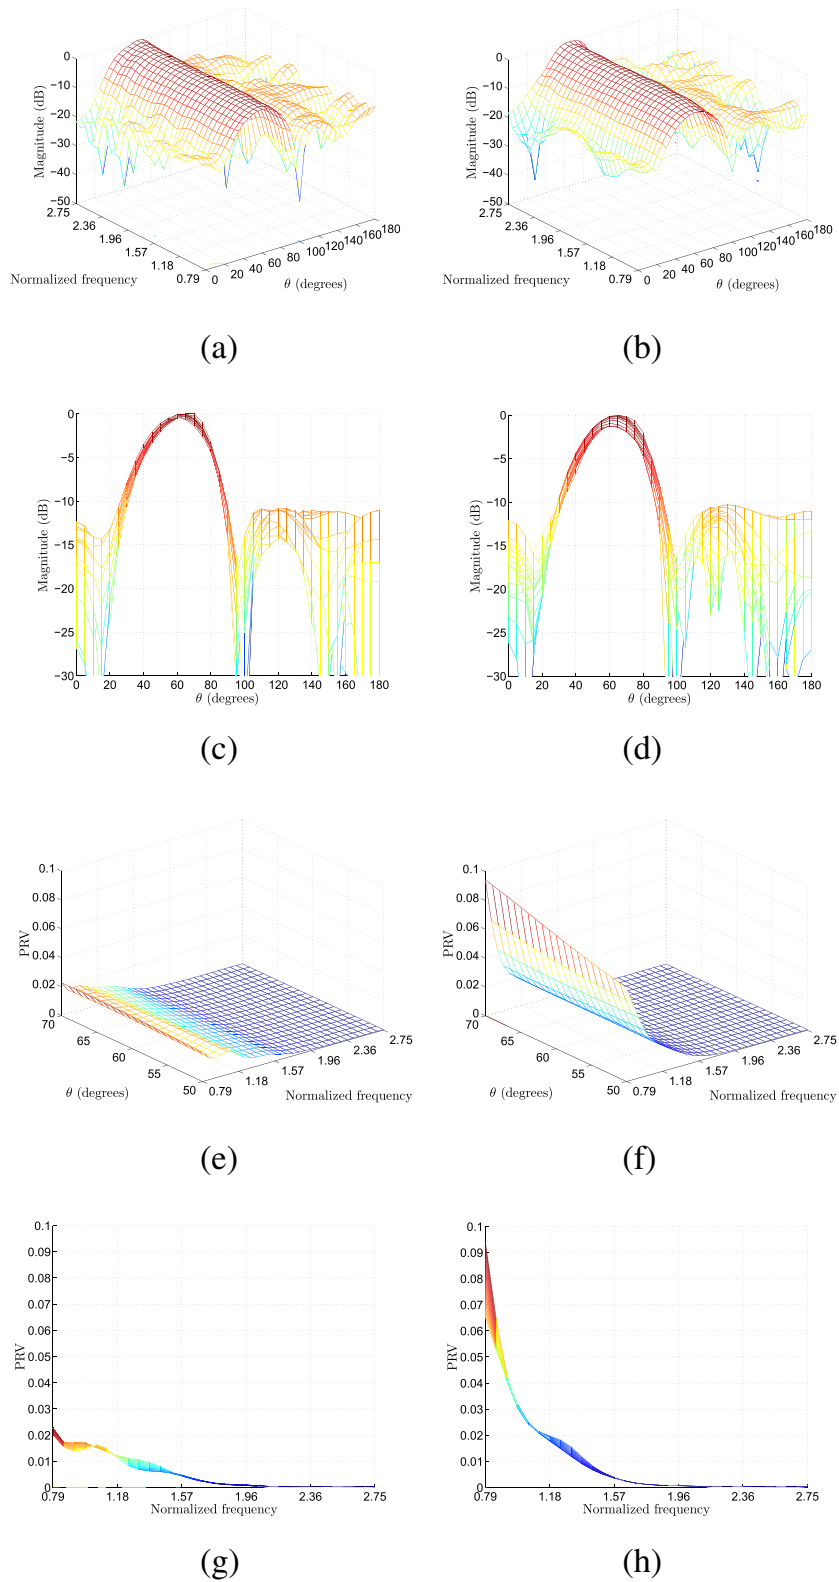 0
−10
−20
−30
−40
−50
Magnitude (dB)
2.75
2.36
1.96
1.57
1.18
0.79
Normalized frequency
0 20 40 60 80 100 120 140 160 180
θ (degrees)
(a)
0
−10
−20
−30
−40
−50
Magnitude (dB)
2.75
2.36
1.96
1.57
1.18
0.79
Normalized frequency
0 20 40 60 80 100 120 140 160 180
θ (degrees)
(b)
0
−5
−10
−15
−20
−25
−30
Magnitude (dB)
0 20 40 60 80 100 120 140 160 180
θ (degrees)
(c)
0
−5
−10
−15
−20
−25
−30
Magnitude (dB)
0 20 40 60 80 100 120 140 160 180
θ (degrees)
(d)
0.1
0.08
0.06
0.04
0.02
0
PRV
70
65
60
55
50
θ (degrees)
0.79 1.18 1.57 1.96 2.36 2.75
Normalized frequency
(e)
0.1
0.08
0.06
0.04
0.02
0
PRV
70
65
60
55
50
θ (degrees)
0.79 1.18 1.57 1.96 2.36 2.75
Normalized frequency
(f)
0.1
0.09
0.08
0.07
0.06
0.05
0.04
0.03
0.02
0.01
0
PRV
0.79 1.18 1.57 1.96 2.36 2.75
Normalized frequency
(g)
0.1
0.09
0.08
0.07
0.06
0.05
0.04
0.03
0.02
0.01
0
PRV
0.79 1.18 1.57 1.96 2.36 2.75
Normalized frequency
(h)